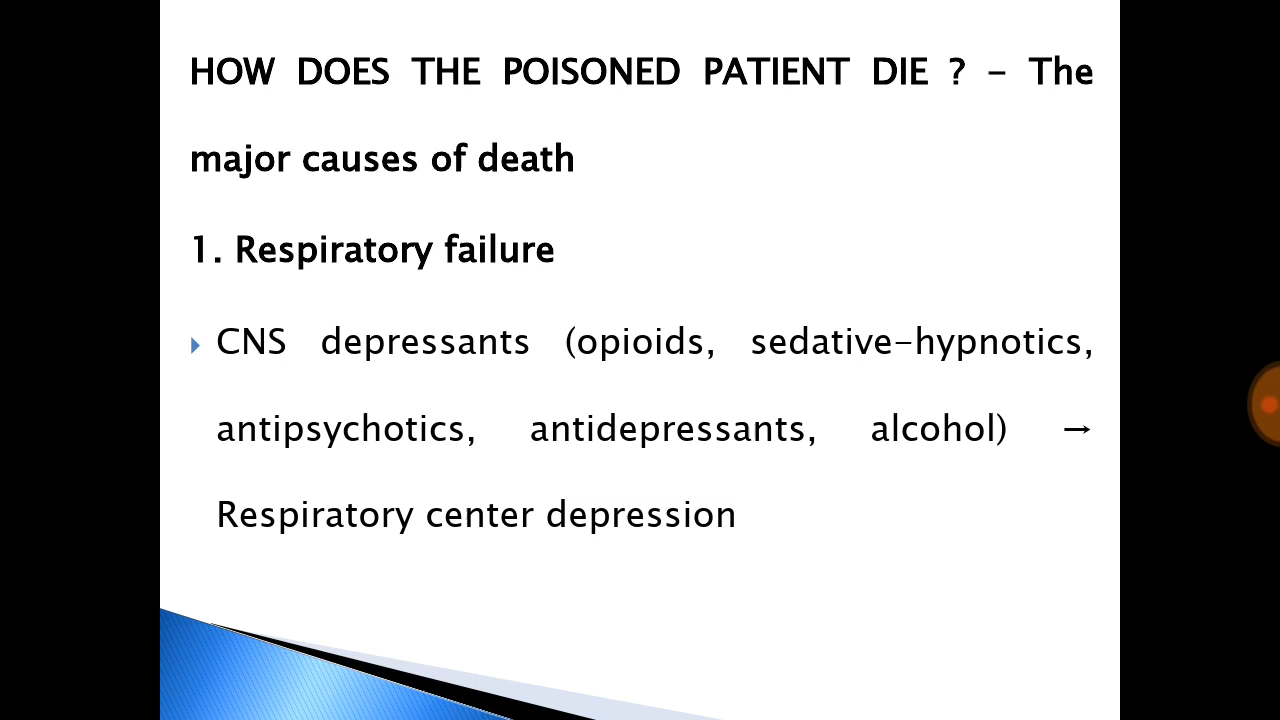 HOW DOES THE POISONED PATIENT DIE ? – The
major causes of death
1. Respiratory failure
CNS depressants (opioids, sedative-hypnotics,
antipsychotics, antidepressants, alcohol) →
Respiratory center depression